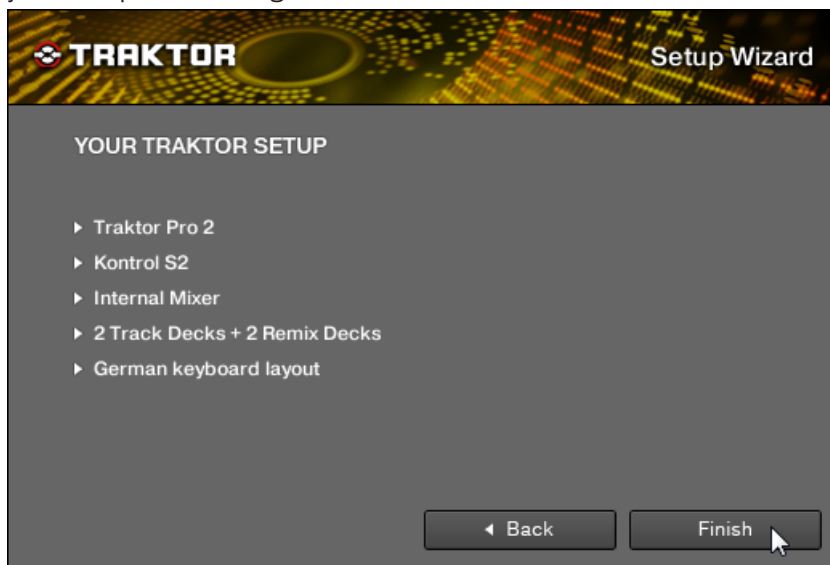 TRAKTOR
Setup Wizard
YOUR TRAKTOR SETUP
Traktor Pro 2
Kontrol S2
Internal Mixer
2 Track Decks + 2 Remix Decks
German keyboard layout
Back
Finish